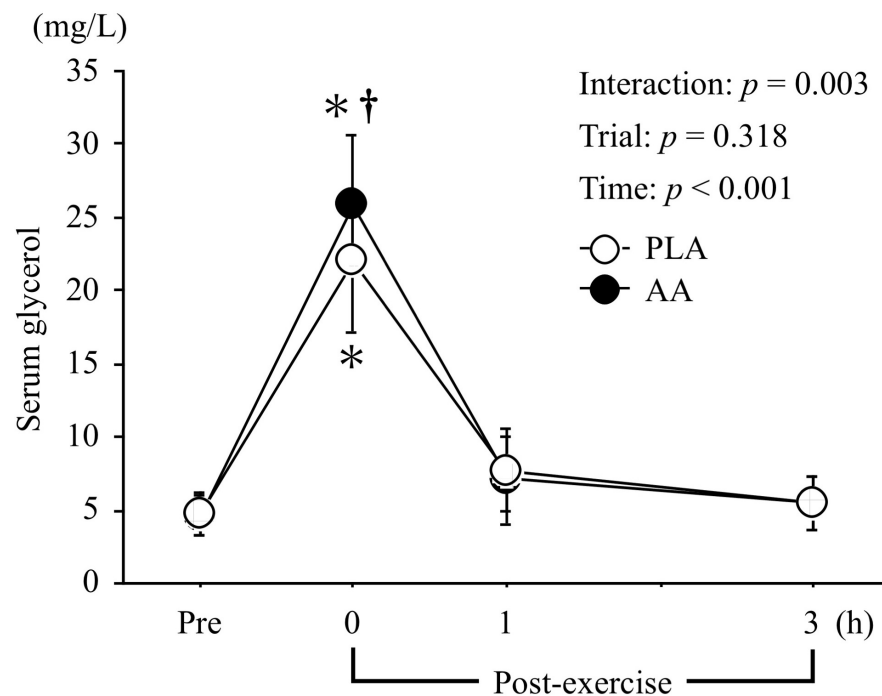 (mg/L)
35
30
25
20
15
10
5
0
Serum glycerol
* †
*
Interaction: p = 0.003
Trial: p = 0.318
Time: p < 0.001
PLA
AA
Pre 0 1 3 (h)
Post-exercise